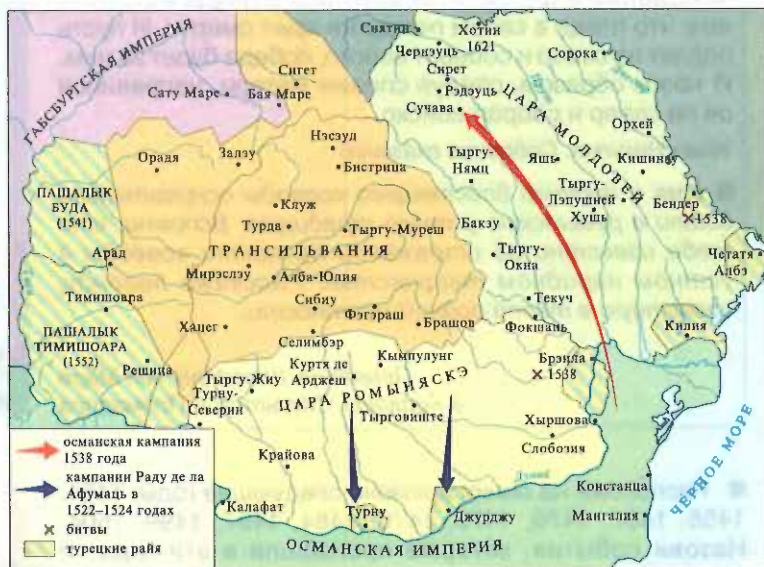 ГАБСБУРГСКАЯ ИМПЕРИЯ
Снятин
Хотин
1621
Чернэуць
Сорока
Сирет
Рэдэуць
Сучава
ЦАРА МОЛДОВЕЙ
Орхей
Сигет
Сату Маре
Бая Маре
Нэсэуд
Бистрица
Орадя
Залэу
Тыргу-
Нямц
Яшь
Кишинэу
Тыргу-
Лэпушней
Хушь
Бендер
1538
ПАШАЛЫК
БУДА
(1541)
Клуж
Турда
Тыргу-Муреш
Бакэу
Арад
ТРАНСИЛЬВАНИЯ
Мирэслэу
Алба-Юлия
Тыргу-
Окна
Четатя
Албэ
Тимишоара
Сибиу
Фэгэраш
Брашов
Текуч
Фокшань
Килия
ПАШАЛЫК
ТИМИШОАРА
(1552)
Хацег
Селимбэр
Решица
Куртя де
Арджеш
Кымпулунг
Брэила
1538
Тыргу-Жиу
Турну-
Северин
ЦАРА РОМЫНЯСКЭ
Тырговиште
Хыршова
Слобозия
Крайова
Калафат
Турну
Джурджу
Дунай
Констанца
Мангалия
ЧЕРНОЕ МОРЕ
ОСМАНСКАЯ ИМПЕРИЯ
османская кампания
1538 года
кампании Раду де ла
Афумаць в
1522–1524 годах
битвы
турецкие райя